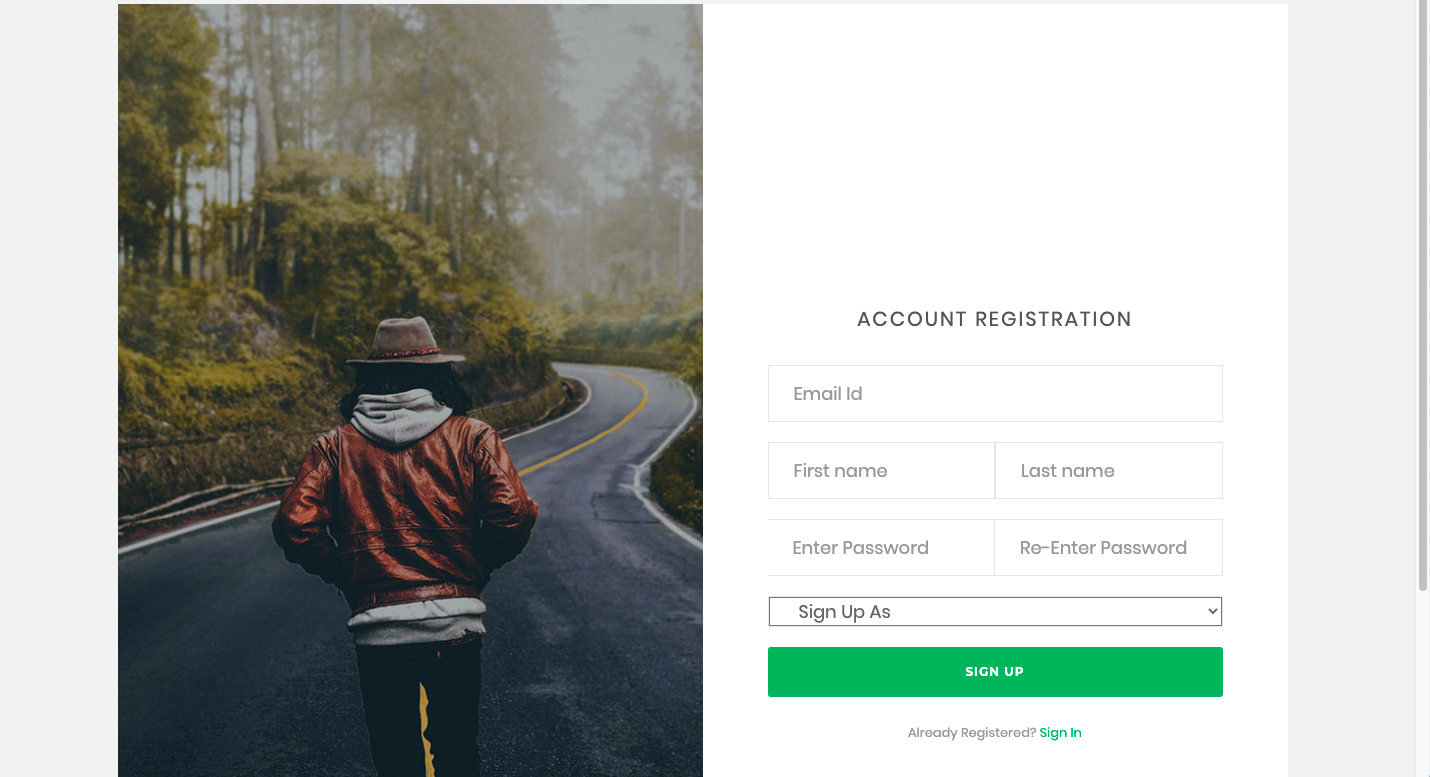 ACCOUNT REGISTRATION
Email Id
First name Last name
Enter Password Re-Enter Password
Sign Up As
SIGN UP
Already Registered? Sign In